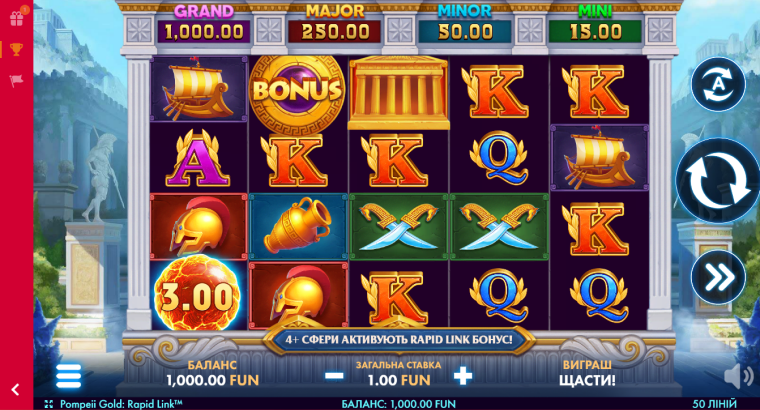 GRAND MAJOR MINOR MINI
1,000.00 250.00 50.00 15.00
BONUS K K
A K K Q
K
3.00 K Q Q
4+ СФЕРИ АКТИВУЮТЬ RAPID LINK БОНУС!
БАЛАНС ЗАГАЛЬНА СТАВКА ВИГРАШ
1,000.00 FUN 1.00 FUN ЩАСТИ!
Pompeii Gold: Rapid Link™ БАЛАНС: 1,000.00 FUN 50 ЛІНІЙ
A